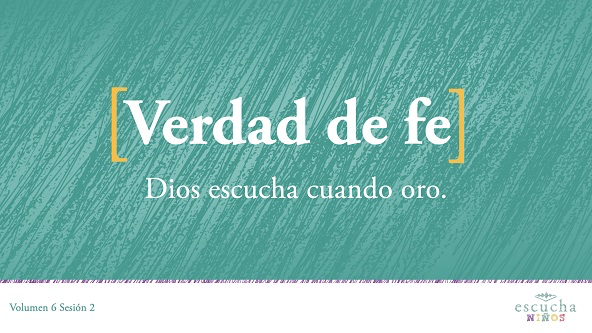 [Verdad de fe]
Dios escucha cuando oro.
Volumen 6 Sesión 2
escucha
NIÑOS